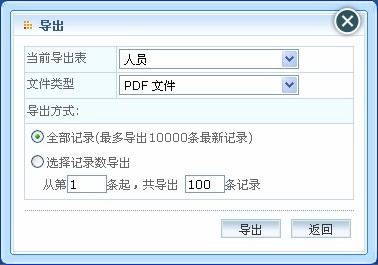 导出
当前导出表 人员
文件类型 PDF 文件
导出方式:
全部记录(最多导出10000条最新记录)
选择记录数导出
从第1条起,共导出 100条记录
导出 返回